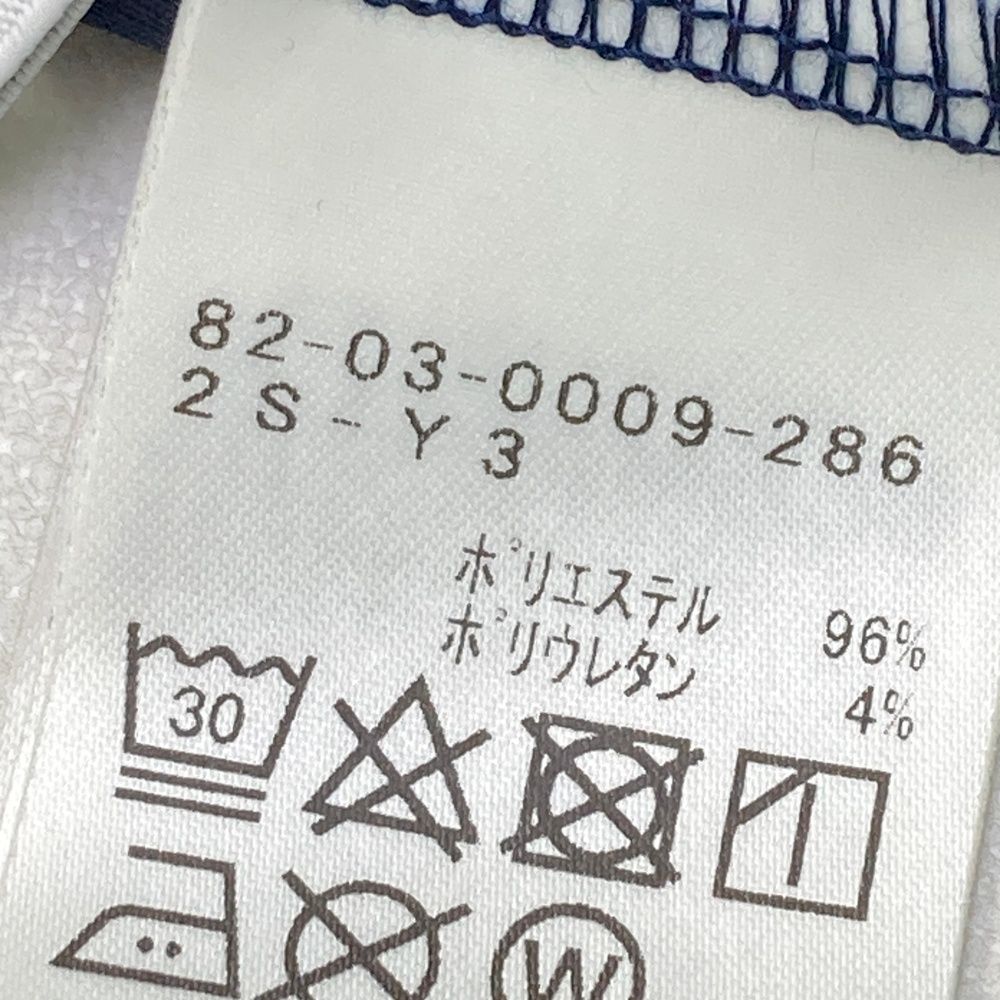 82-03-0009-286
2S-Y3
ポリエステル 96%
ポリウレタン 4%
30
W